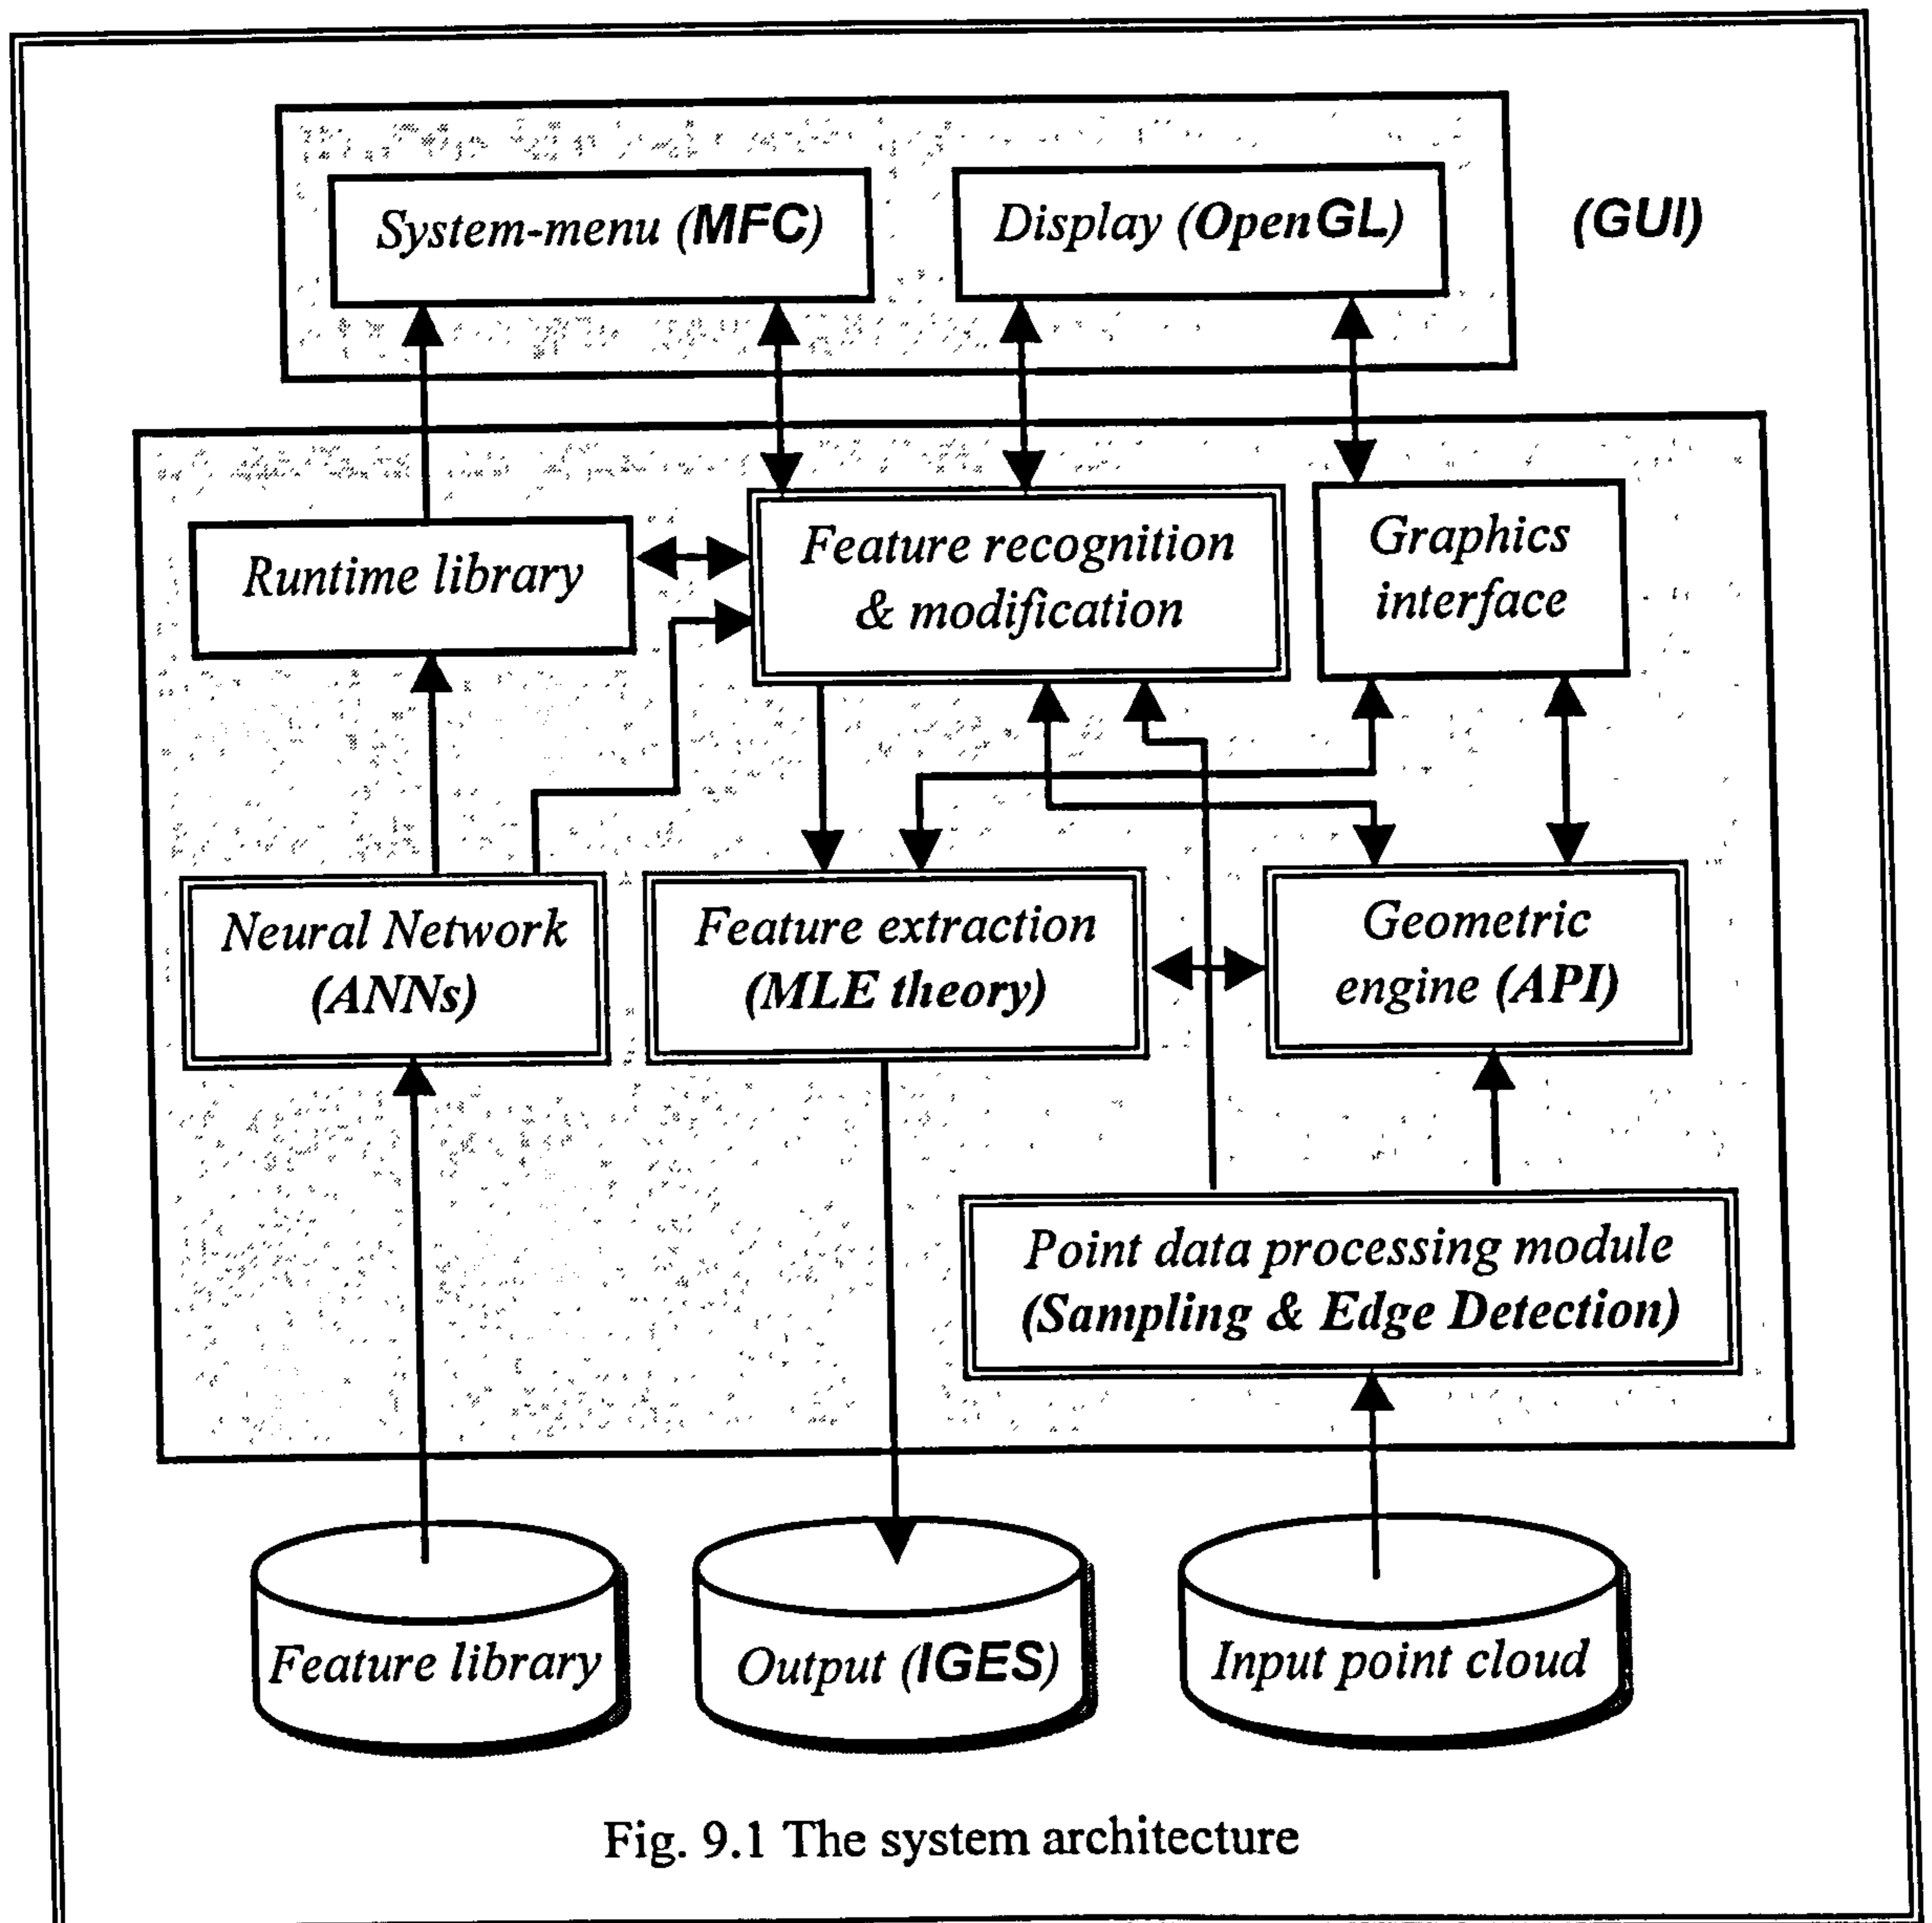 System-menu (MFC)
Display (OpenGL)
(GUI)
Runtime library
Feature recognition
& modification
Graphics
interface
Neural Network
(ANNs)
Feature extraction
(MLE theory)
Geometric
engine (API)
Point data processing module
(Sampling & Edge Detection)
Feature library
Output (IGES)
Input point cloud
Fig. 9.1 The system architecture